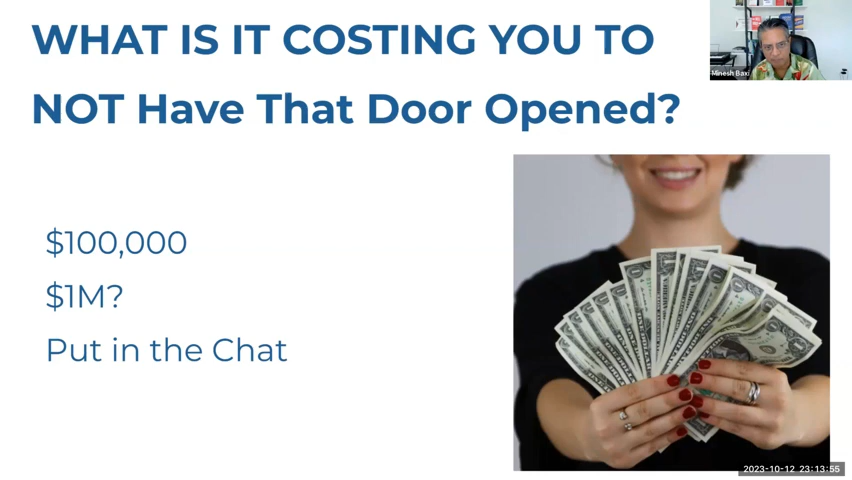 WHAT IS IT COSTING YOU TO
NOT Have That Door Opened?
Minesh Baxi
$100,000
$1M?
Put in the Chat
2023-10-12 23:13:55